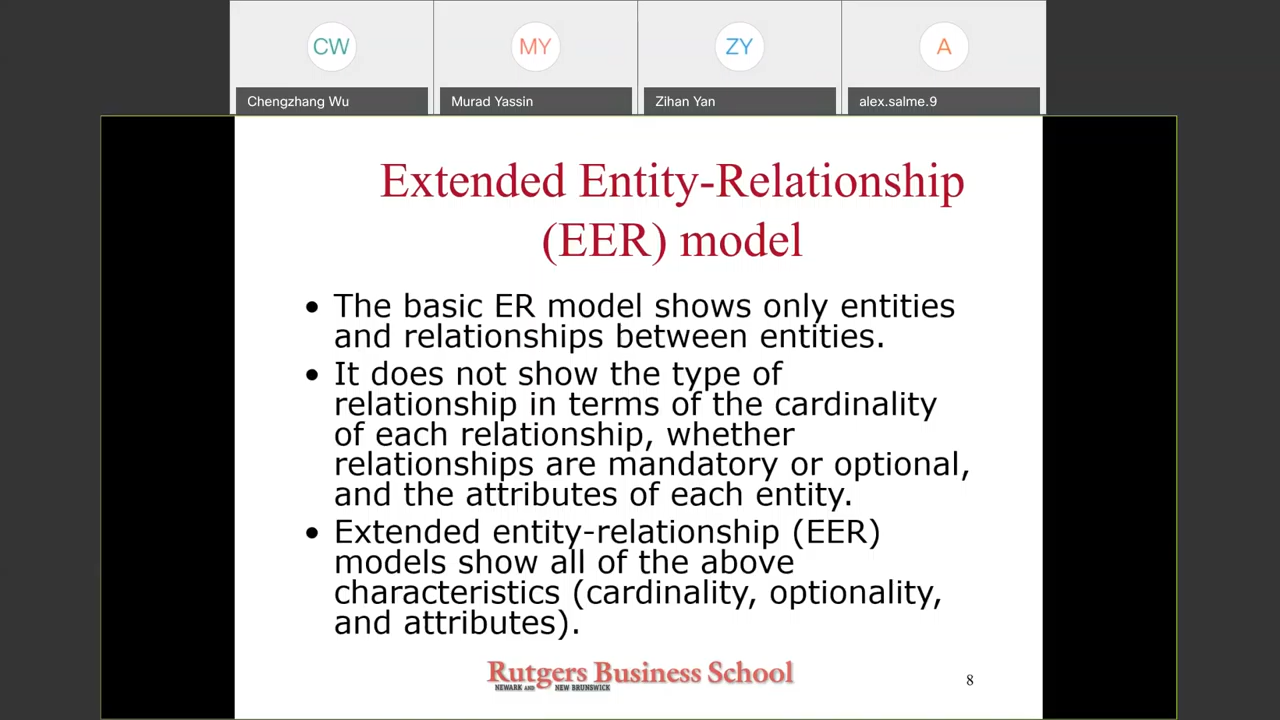 CW
MY
ZY
A
Chengzhang Wu
Murad Yassin
Zihan Yan
alex.salme.9
Extended Entity-Relationship
(EER) model
• The basic ER model shows only entities
and relationships between entities.
• It does not show the type of
relationship in terms of the cardinality
of each relationship, whether
relationships are mandatory or optional,
and the attributes of each entity.
• Extended entity-relationship (EER)
models show all of the above
characteristics (cardinality, optionality,
and attributes).
Rutgers Business School
NEWARK AND NEW BRUNSWICK
8